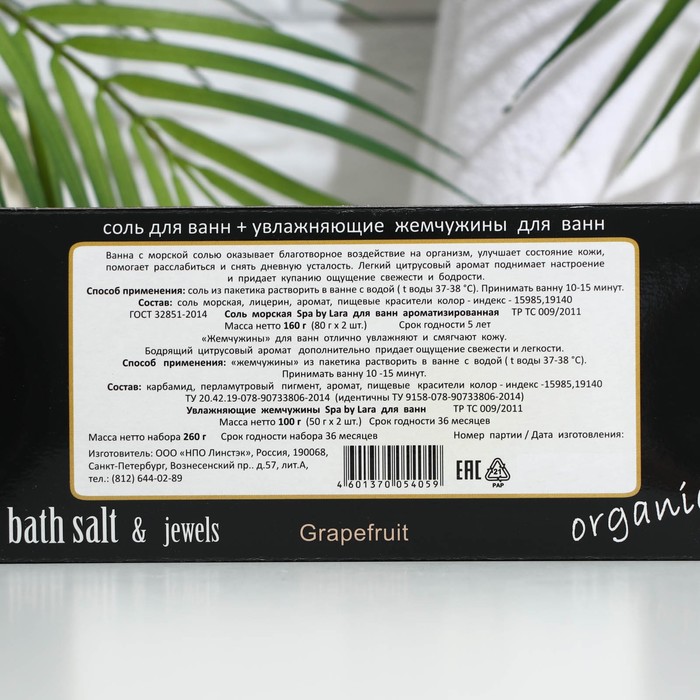 соль для ванн + увлажняющие жемчужины для ванн
Ванна с морской солью оказывает благотворное воздействие на организм, улучшает состояние кожи,
помогает расслабиться и снять дневную усталость. Легкий цитрусовый аромат поднимает настроение
и придает купанию ощущение свежести и бодрости.
Способ применения: соль из пакетика растворить в ванне с водой ( t воды 37-38 °C). Принимать ванну 10-15 минут.
Состав: соль морская, лицерин, аромат, пищевые красители колор - индекс - 15985,19140
ГОСТ 32851-2014 Соль морская Spa by Lara для ванн ароматизированная ТР ТС 009/2011
Масса нетто 160 г (80 г x 2 шт.) Срок годности 5 лет
«Жемчужины» для ванн отлично увлажняют и смягчают кожу.
Бодрящий цитрусовый аромат дополнительно придает ощущение свежести и легкости.
Способ применения: «жемчужины» из пакетика растворить в ванне с водой ( t воды 37-38 °C).
Принимать ванну 10 -15 минут.
Состав: карбамид, перламутровый пигмент, аромат, пищевые красители колор - индекс -15985,19140
ТУ 20.42.19-078-90733806-2014 (идентичны ТУ 9158-078-90733806-2014)
Увлажняющие жемчужины Spa by Lara для ванн ТР ТС 009/2011
Масса нетто 100 г (50 г x 2 шт.) Срок годности 36 месяцев
Масса нетто набора 260 г Срок годности набора 36 месяцев Номер партии / Дата изготовления:
Изготовитель: ООО «НПО Линстэк», Россия, 190068,
Санкт-Петербург, Вознесенский пр.. д.57, лит.А,
тел.: (812) 644-02-89
4 601370 054059
EAC
21
PAP
bath salt & jewels
Grapefruit
organic